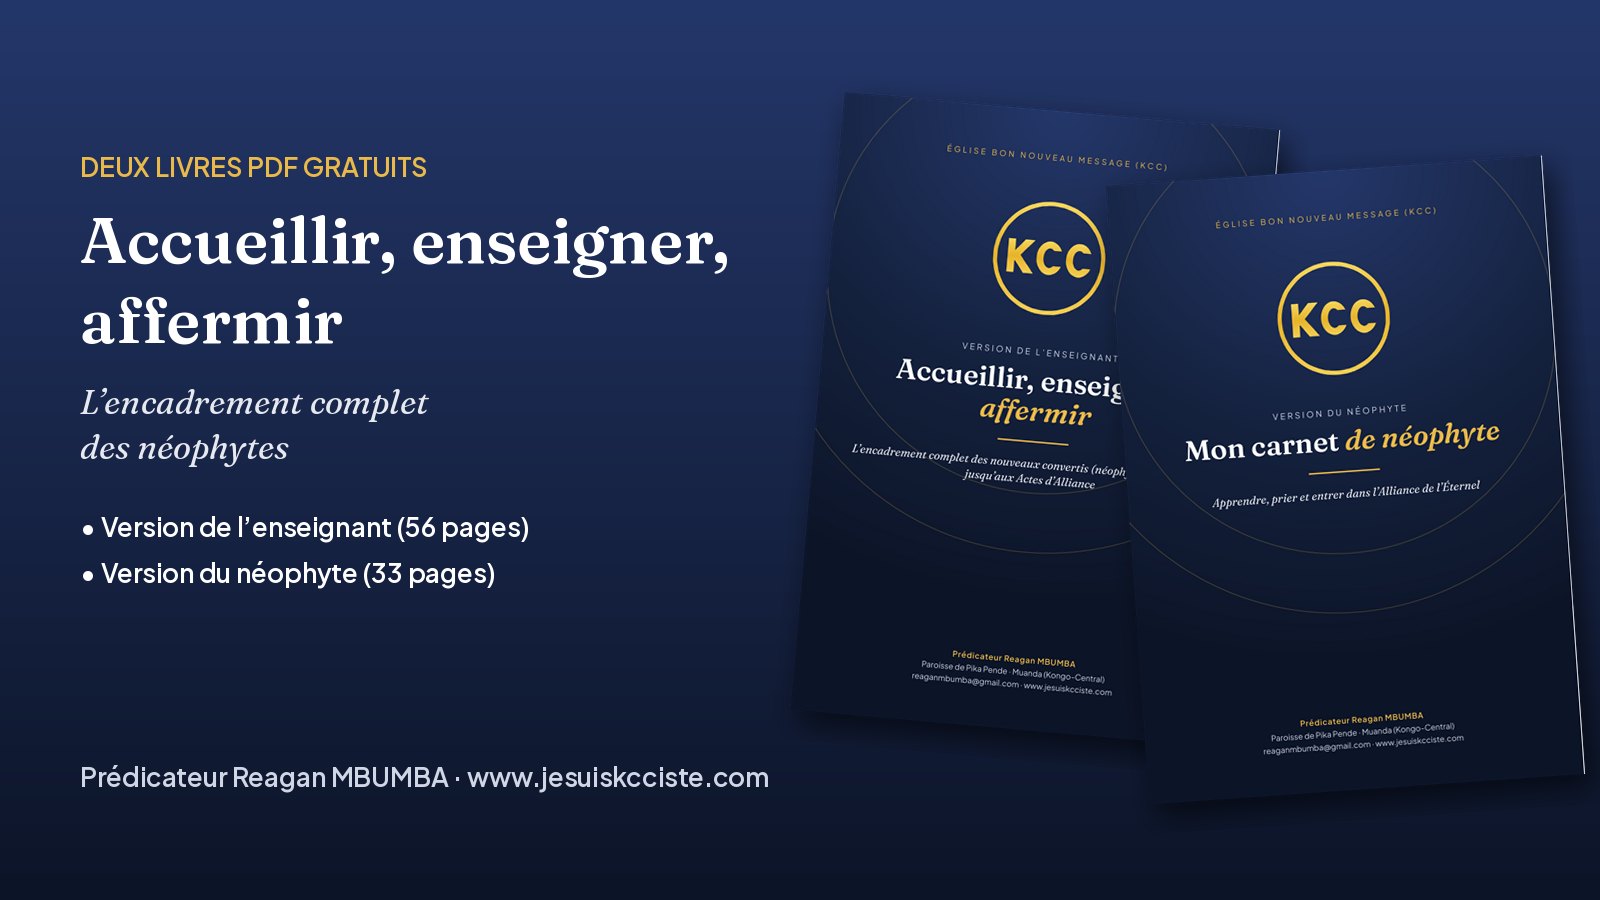 DEUX LIVRES PDF GRATUITS
Accueillir, enseigner,
affermir
L’encadrement complet
des néophytes
• Version de l’enseignant (56 pages)
• Version du néophyte (33 pages)
Prédicateur Reagan MBUMBA · www.jesuiskcciste.com
ÉGLISE BON NOUVEAU MESSAGE (KCC)
KCC
VERSION DE L’ENSEIGNANT
Accueillir, enseig
affermir
L’encadrement complet des nouveaux convertis (néoph
jusqu’aux Actes d’Alliance
Prédicateur Reagan MBUMBA
Paroisse de Pika Pende · Muanda (Kongo-Central)
reaganmbumba@gmail.com · www.jesuiskcciste.com
ÉGLISE BON NOUVEAU MESSAGE (KCC)
KCC
VERSION DU NÉOPHYTE
Mon carnet de néophyte
Apprendre, prier et entrer dans l’Alliance de l’Éternel
Prédicateur Reagan MBUMBA
Paroisse de Pika Pende · Muanda (Kongo-Central)
reaganmbumba@gmail.com · www.jesuiskcciste.com